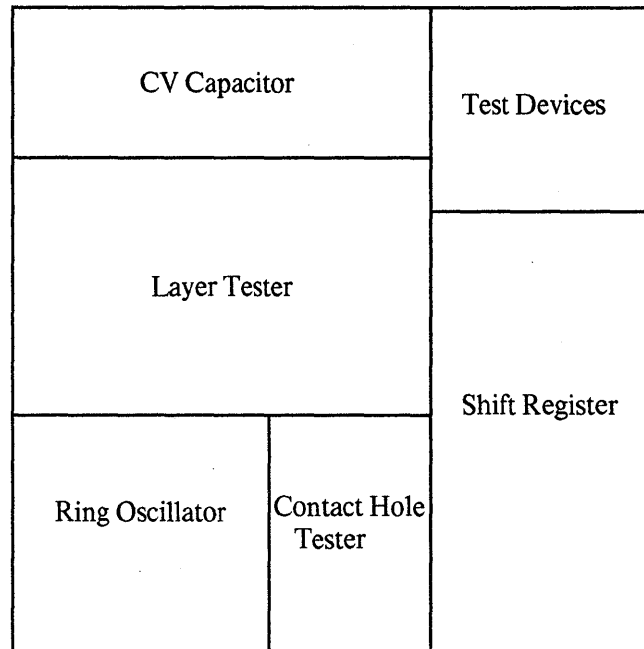 CV Capacitor
Test Devices
Layer Tester
Shift Register
Ring Oscillator
Contact Hole
Tester